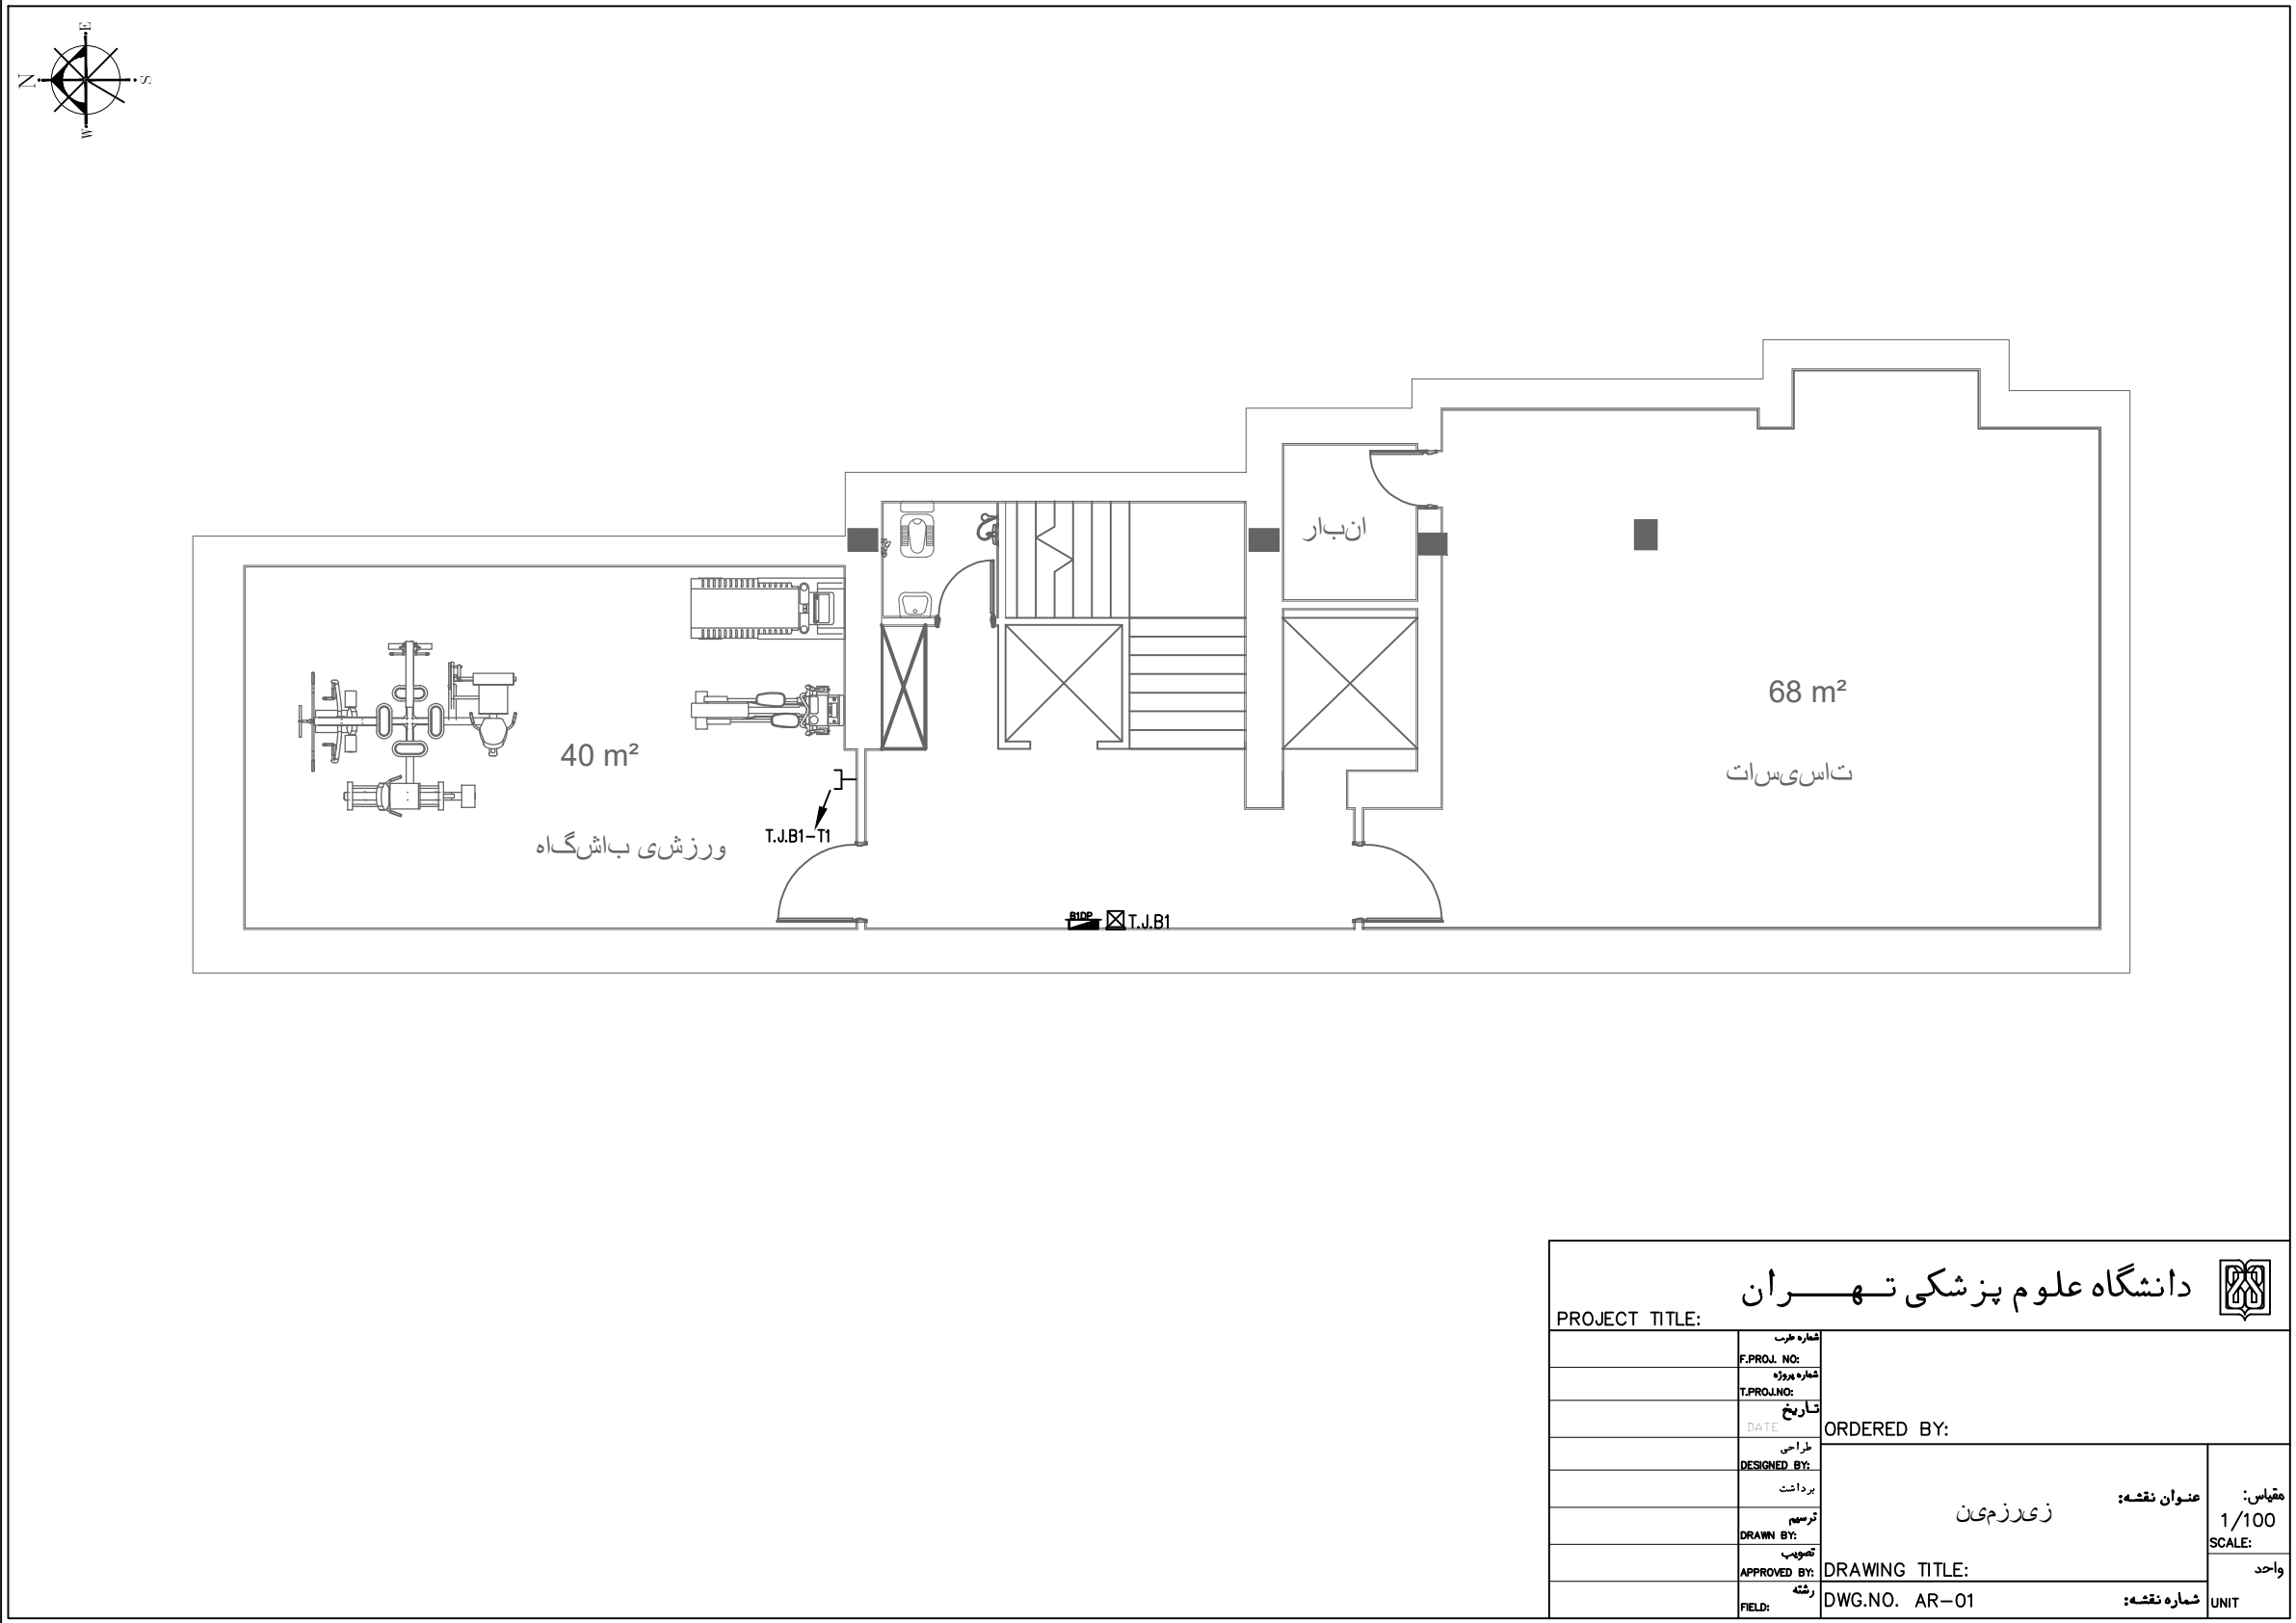 E
N
S
W
انبار
68 m²
تاسیسات
40 m²
ورزشی باشگاه
T.J.B1-T1
B1DP
T.J.B1
دانشگاه علوم پزشکی تهران
PROJECT TITLE:
شماره طرب
F.PROJ. NO:
شماره پروژه
T.PROJ.NO:
تاریخ
DATE
ORDERED BY:
طراحی
DESIGNED BY:
برداشت
ترسیم
DRAWN BY:
تصویب
APPROVED BY:
رشته
FIELD:
عنوان نقشه:
زیرزمین
DRAWING TITLE:
مقیاس:
1/100
SCALE:
واحد
UNIT
DWG.NO. AR-01
شماره نقشه: